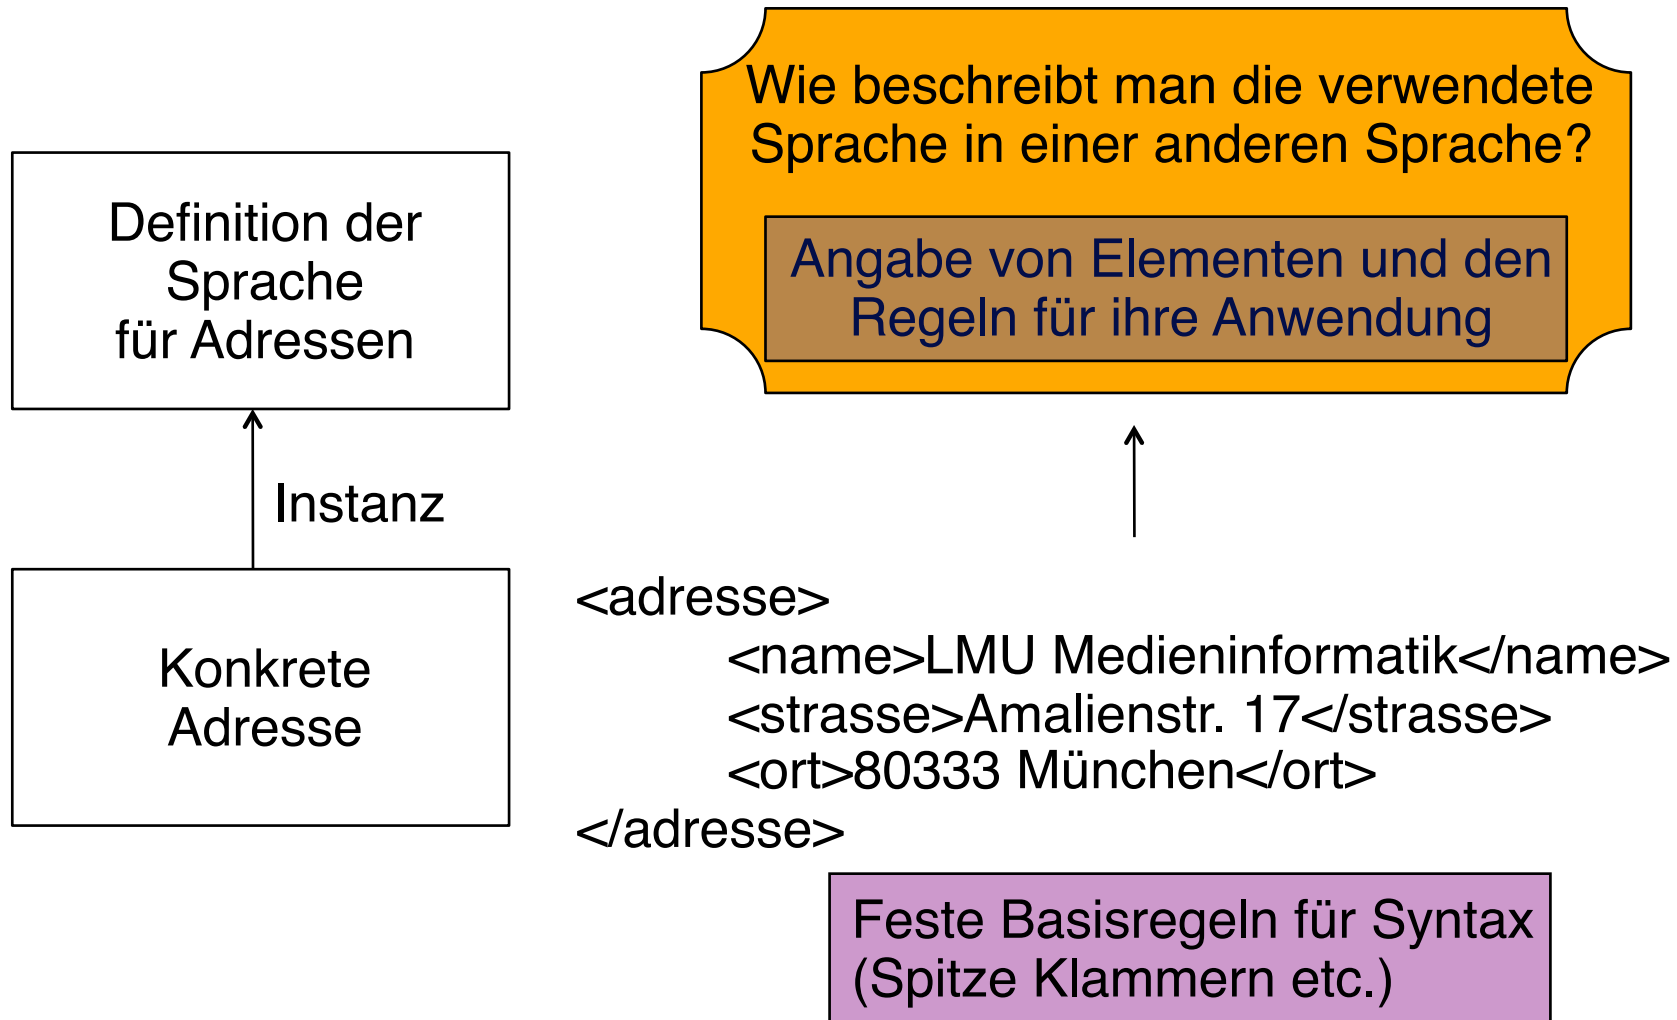 Wie beschreibt man die verwendete
Sprache in einer anderen Sprache?
Angabe von Elementen und den
Regeln für ihre Anwendung
Definition der
Sprache
für Adressen
Instanz
Konkrete
Adresse
<adresse>
<name>LMU Medieninformatik</name>
<strasse>Amalienstr. 17</strasse>
<ort>80333 München</ort>
</adresse>
Feste Basisregeln für Syntax
(Spitze Klammern etc.)